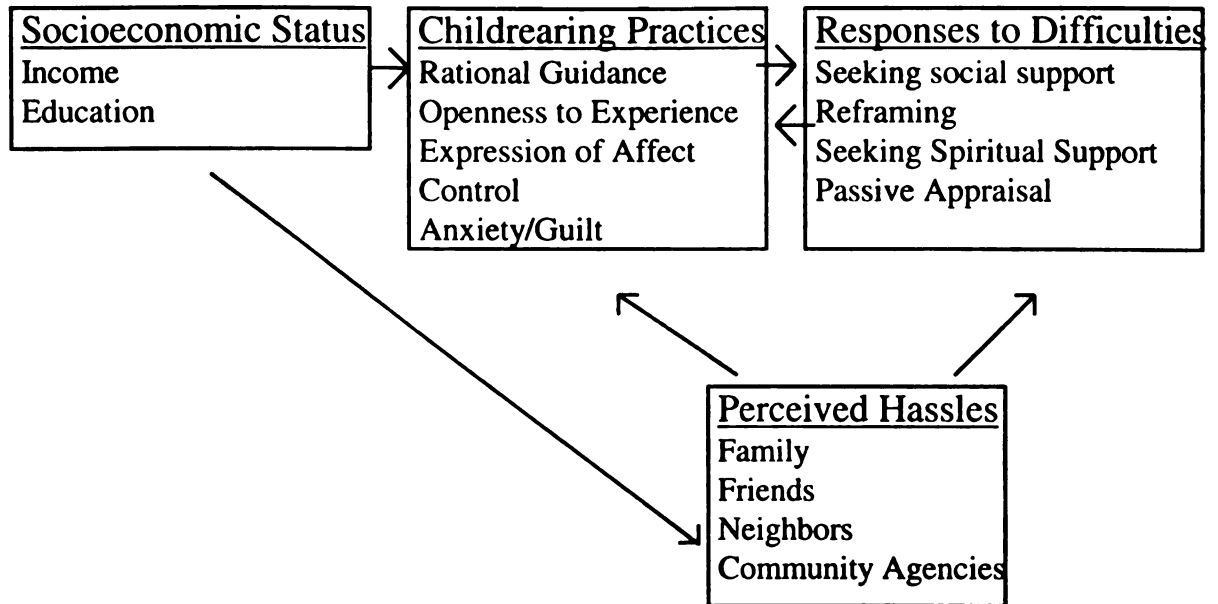 Socioeconomic Status
Income
Education
Childrearing Practices
Rational Guidance
Openness to Experience
Expression of Affect
Control
Anxiety/Guilt
Responses to Difficulties
Seeking social support
Reframing
Seeking Spiritual Support
Passive Appraisal
Perceived Hassles
Family
Friends
Neighbors
Community Agencies